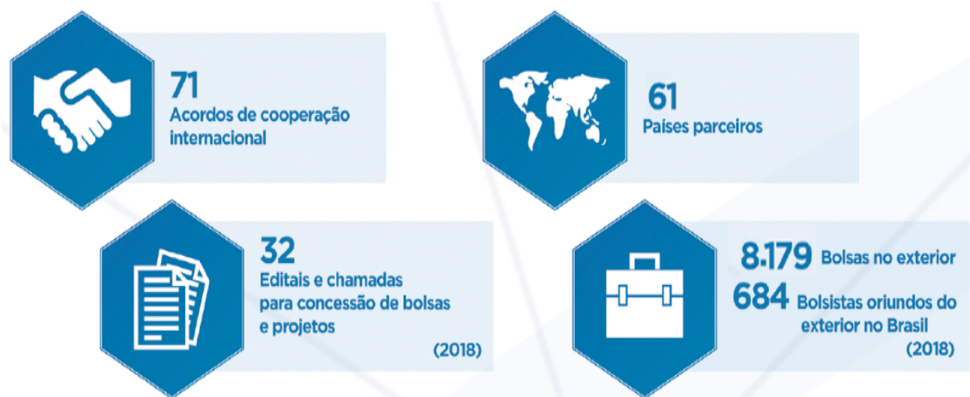 71
Acordos de cooperação
internacional
61
Países parceiros
32
Editais e chamadas
para concessão de bolsas
e projetos
(2018)
8.179 Bolsas no exterior
684 Bolsistas oriundos do
exterior no Brasil
(2018)